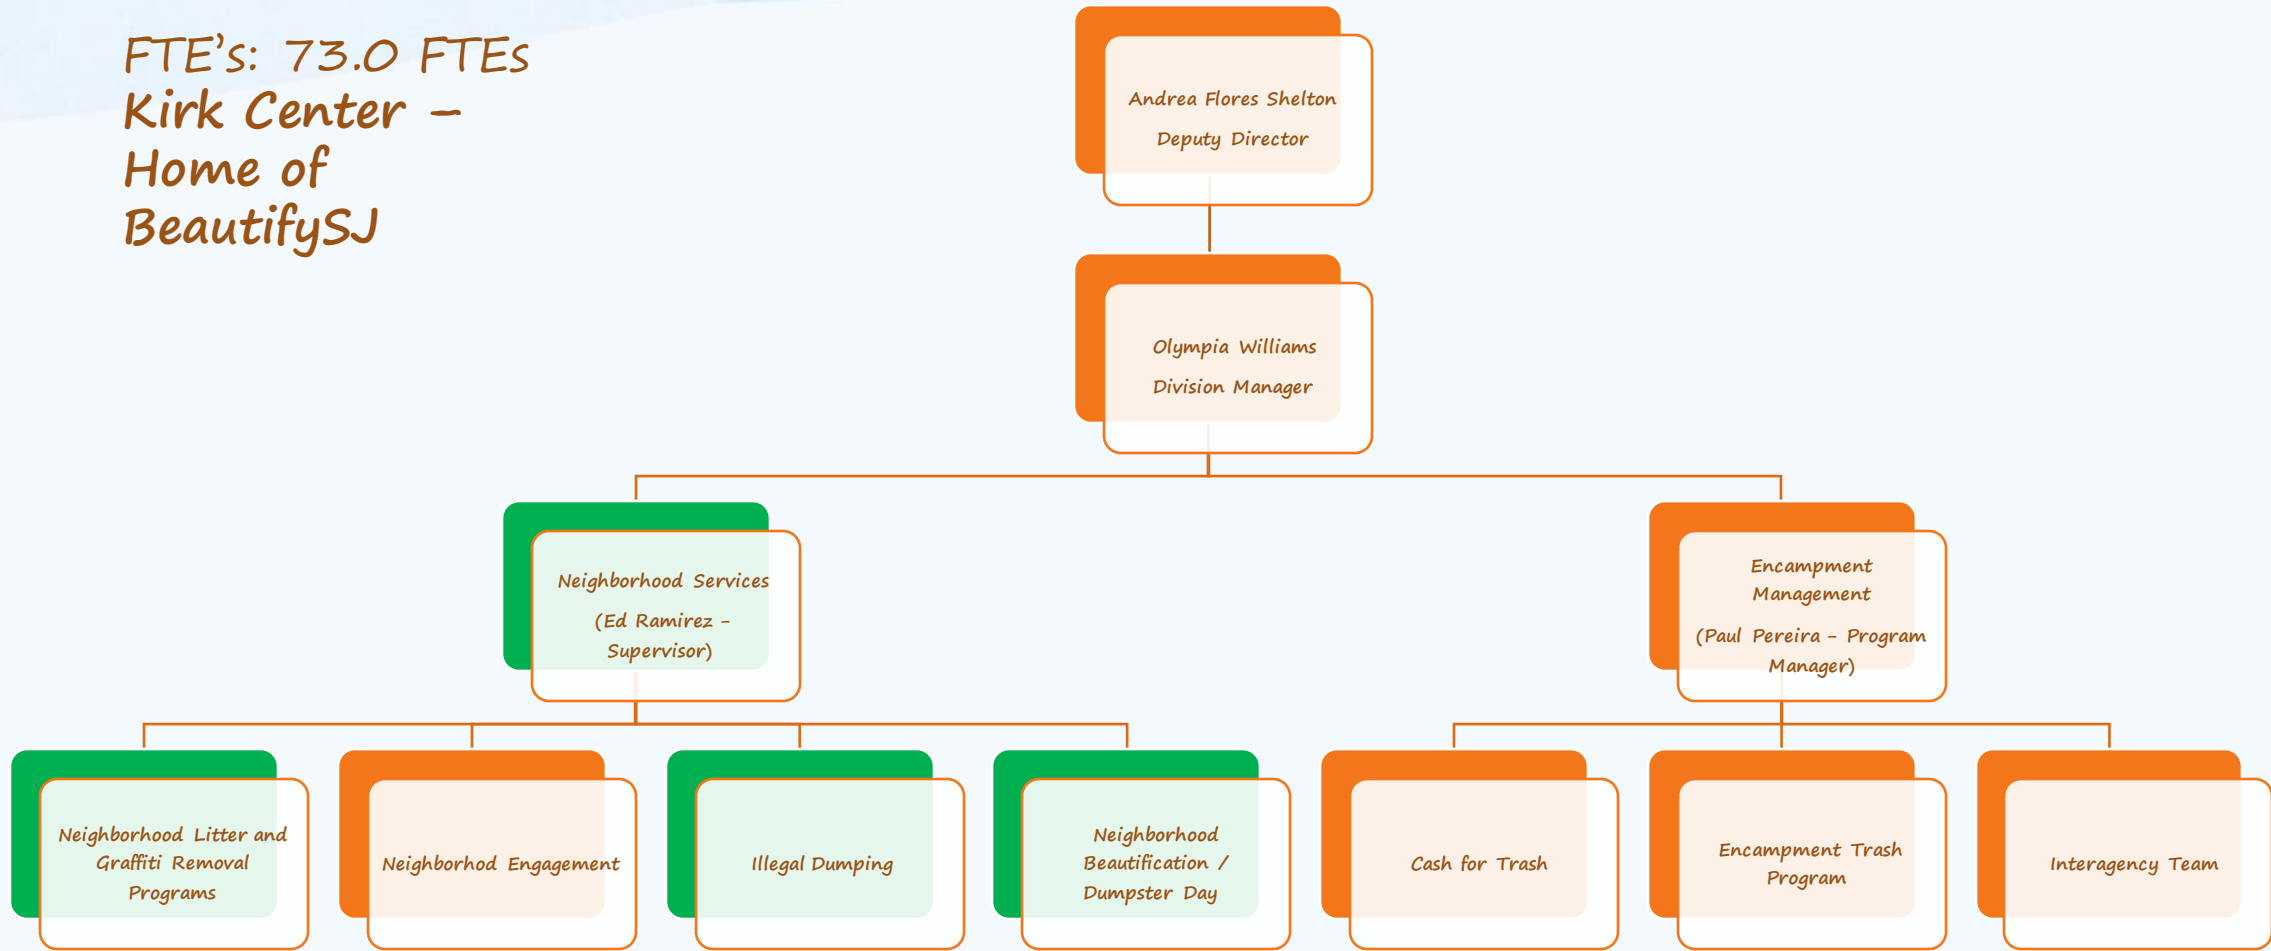 FTE's: 73.0 FTEs
Kirk Center –
Home of
BeautifySJ
Andrea Flores Shelton
Deputy Director
Olympia Williams
Division Manager
Neighborhood Services
(Ed Ramirez -
Supervisor)
Encampment
Management
(Paul Pereira - Program
Manager)
Neighborhood Litter and
Graffiti Removal
Programs
Neighborhod Engagement
Illegal Dumping
Neighborhood
Beautification /
Dumpster Day
Cash for Trash
Encampment Trash
Program
Interagency Team